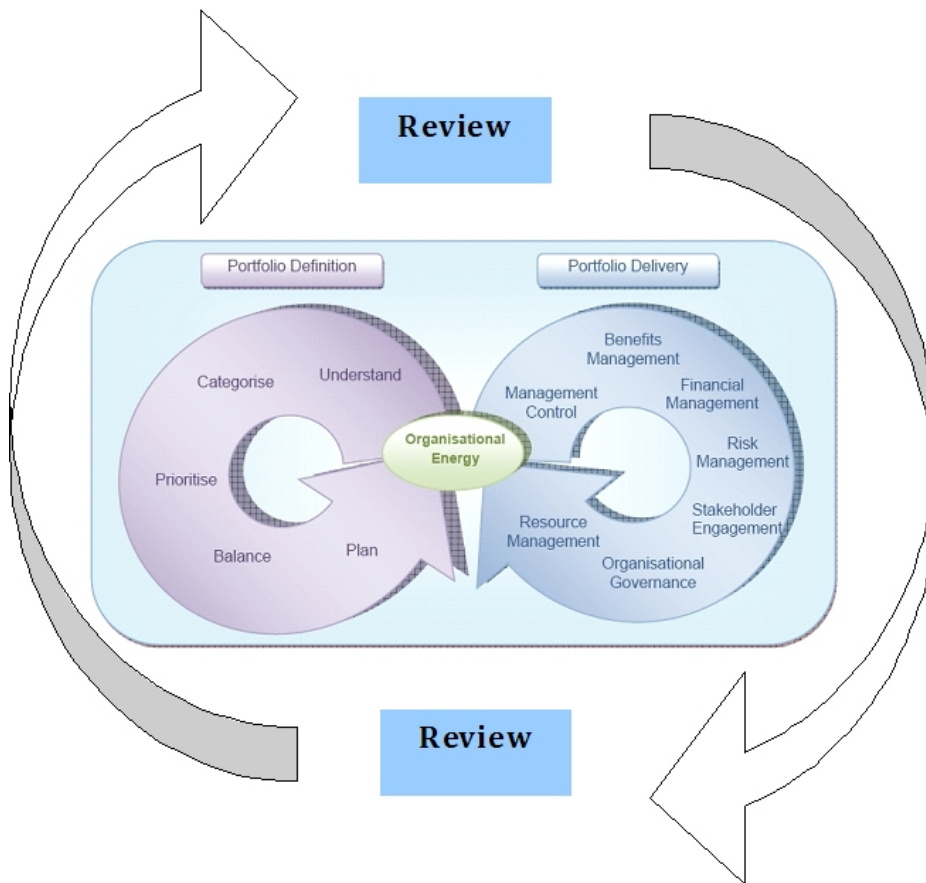 Review
Portfolio Definition
Portfolio Delivery
Understand
Categorise
Prioritise
Balance
Plan
Organisational
Energy
Benefits
Management
Financial
Management
Management
Control
Risk
Management
Stakeholder
Engagement
Resource
Management
Organisational
Governance
Review